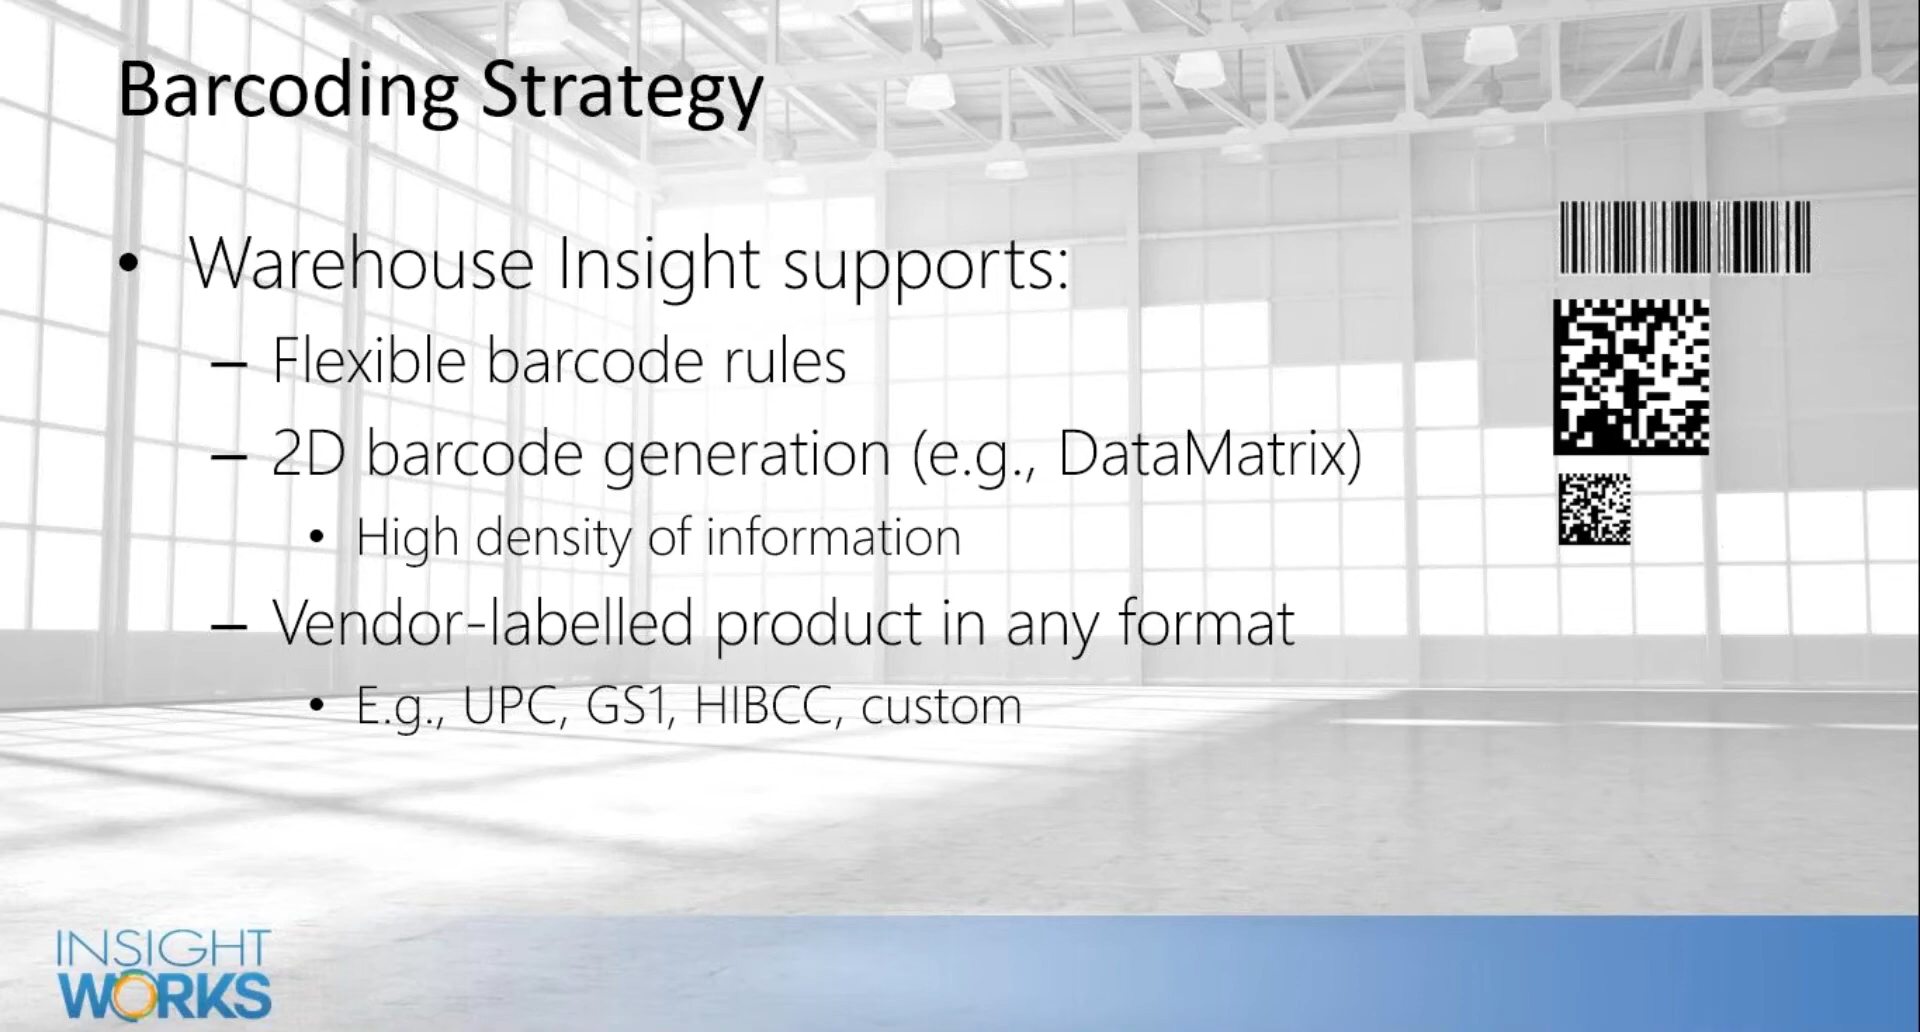 Barcoding Strategy
• Warehouse Insight supports:
– Flexible barcode rules
– 2D barcode generation (e.g., DataMatrix)
• High density of information
– Vendor-labelled product in any format
• E.g., UPC, GS1, HIBCC, custom
INSIGHT
WORKS